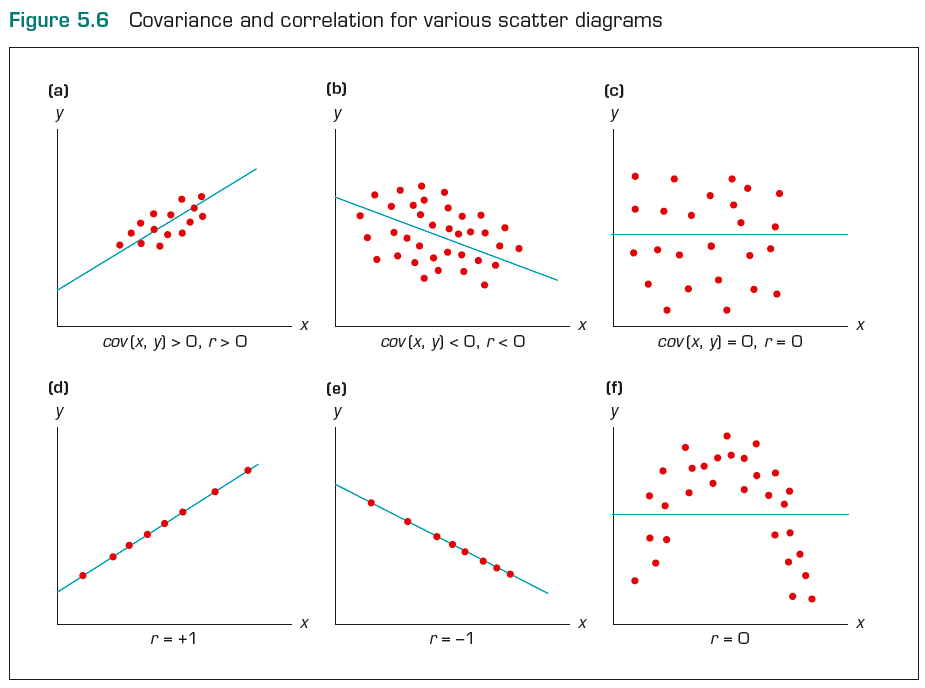 Figure 5.6 Covariance and correlation for various scatter diagrams
(a)
y
x
cov(x, y) > 0, r > 0
(b)
y
x
cov(x, y) < 0, r < 0
(c)
y
x
cov(x, y) = 0, r = 0
(d)
y
x
r = +1
(e)
y
x
r = −1
(f)
y
x
r = 0